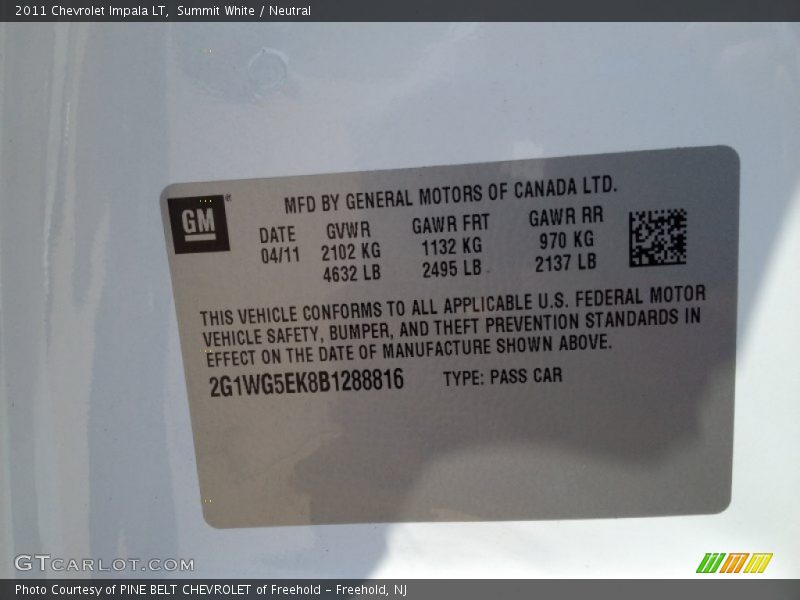 2011 Chevrolet Impala LT, Summit White / Neutral
GM
MFD BY GENERAL MOTORS OF CANADA LTD.
DATE GVWR GAWR FRT GAWR RR
04/11 2102 KG 1132 KG 970 KG
4632 LB 2495 LB 2137 LB
THIS VEHICLE CONFORMS TO ALL APPLICABLE U.S. FEDERAL MOTOR
VEHICLE SAFETY, BUMPER, AND THEFT PREVENTION STANDARDS IN
EFFECT ON THE DATE OF MANUFACTURE SHOWN ABOVE.
2G1WG5EK8B1288816 TYPE: PASS CAR
GTCARLOT.COM
Photo Courtesy of PINE BELT CHEVROLET of Freehold - Freehold, NJ